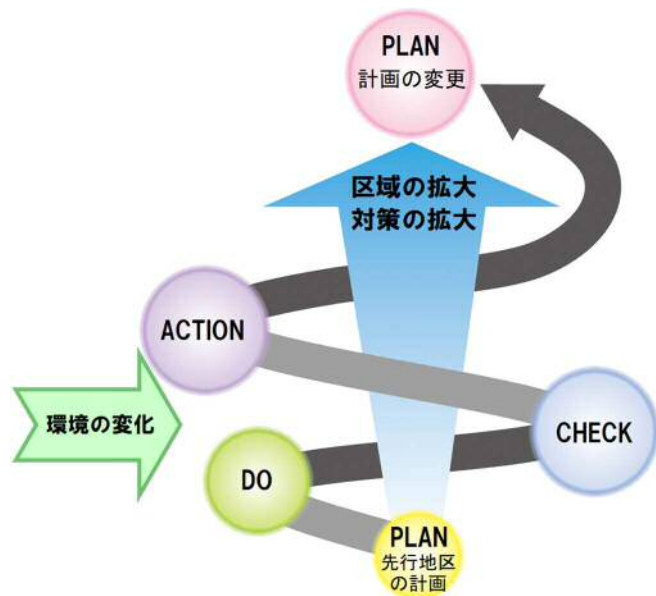 PLAN
計画の変更
区域の拡大
対策の拡大
ACTION
環境の変化
CHECK
DO
PLAN
先行地区
の計画